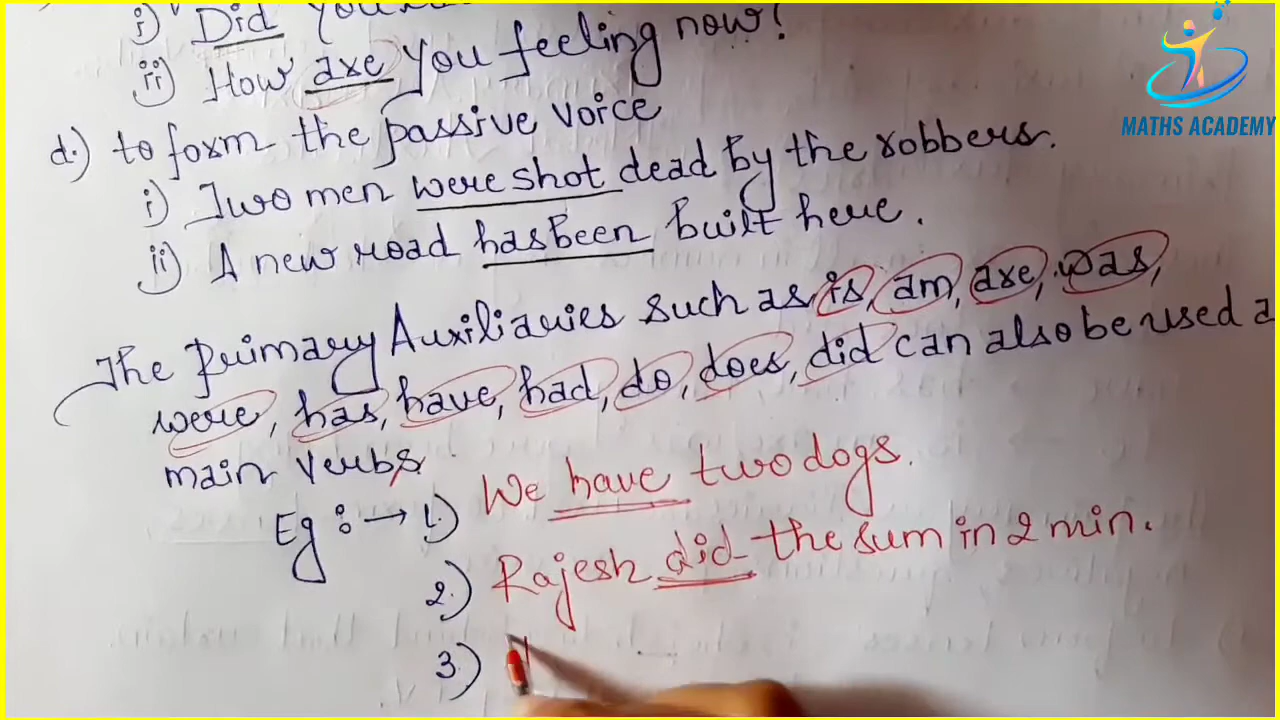 i) Did you
ii) How are you feeling now?
d.) to form the passive voice
i) Two men were shot dead by the robbers.
ii) A new road has been built here.
The Primary Auxiliaries such as is, am, are, was,
were, has, have, had, do, does, did can also be used a
main verbs
Eg :→ 1.) We have two dogs.
2.) Rajesh did the sum in 2 min.
3.)
MATHS ACADEMY